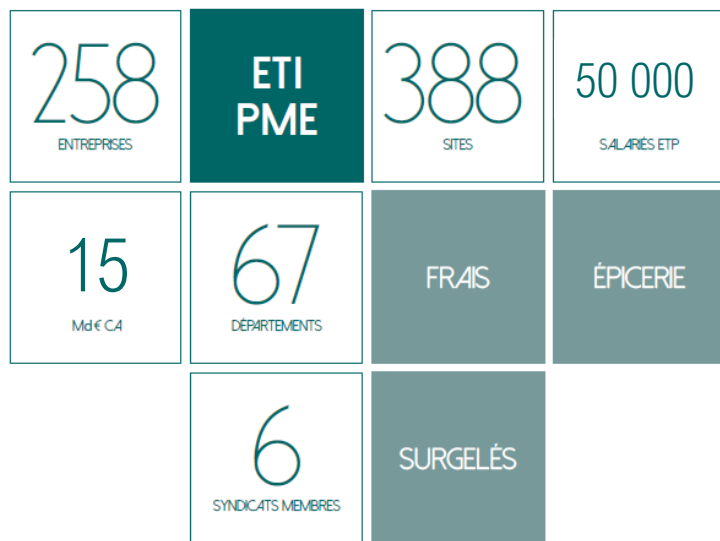 258
ENTREPRISES
ETI
PME
388
SITES
50 000
SALARIÉS ETP
15
Md € CA
67
DÉPARTEMENTS
FRAIS
ÉPICERIE
6
SYNDICATS MEMBRES
SURGELÉS